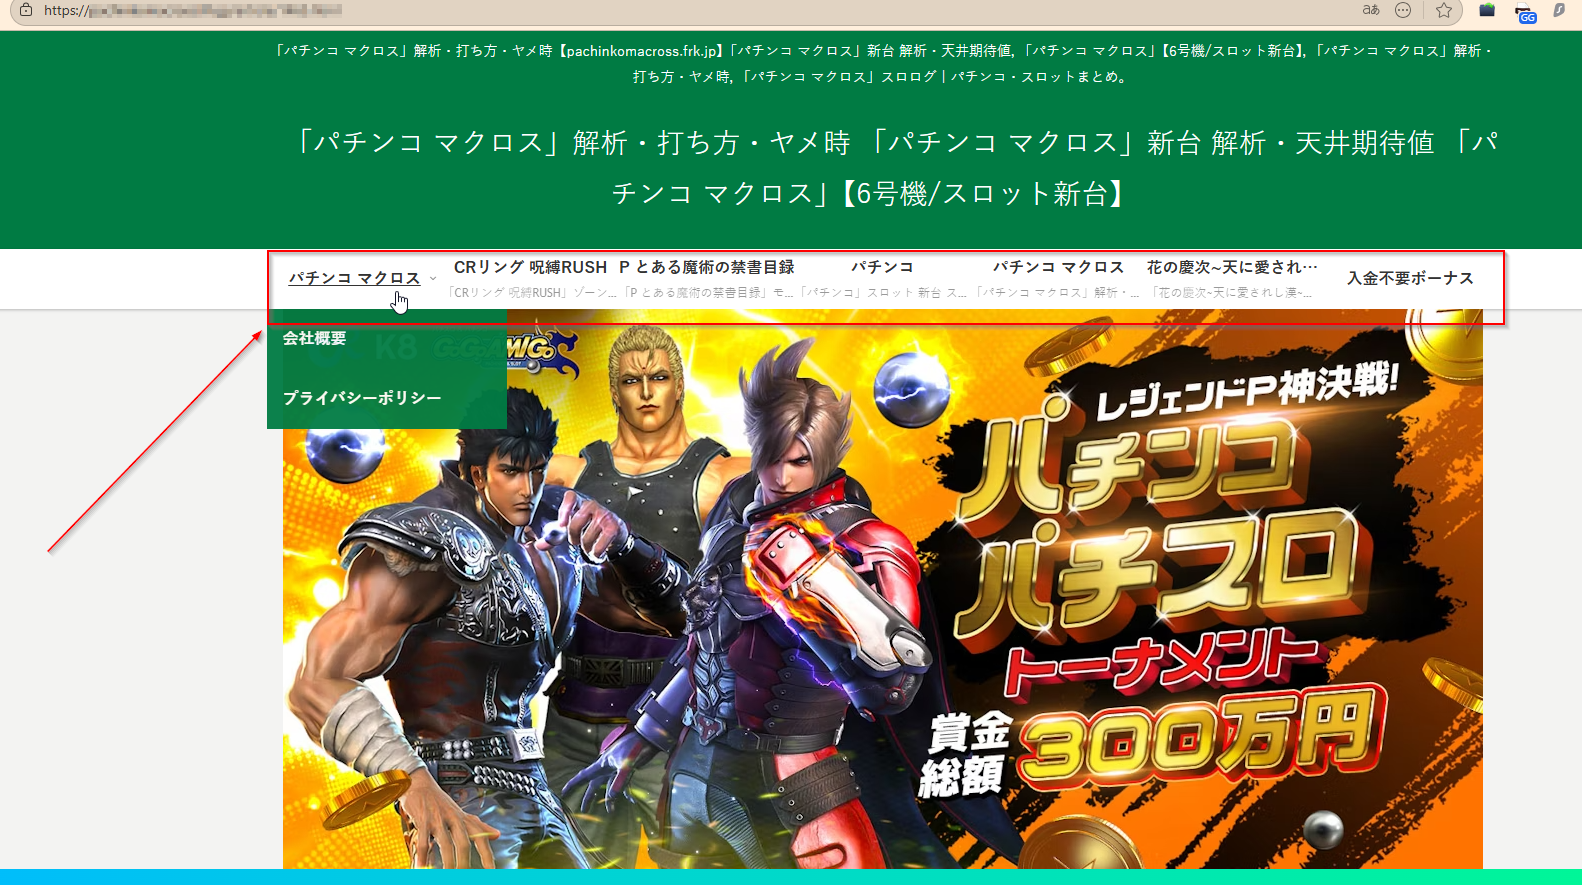 https://
「パチンコ マクロス」解析・打ち方・ヤメ時【pachinkomacross.frk.jp】「パチンコ マクロス」新台 解析・天井期待値, 「パチンコ マクロス」【6号機/スロット新台】, 「パチンコ マクロス」解析・
打ち方・ヤメ時, 「パチンコ マクロス」スロログ | パチンコ・スロットまとめ。
「パチンコ マクロス」解析・打ち方・ヤメ時 「パチンコ マクロス」新台 解析・天井期待値 「パ
チンコ マクロス」【6号機/スロット新台】
パチンコ マクロス
CRリング 呪縛RUSH
「CRリング 呪縛RUSH」ゾーン...
P とある魔術の禁書目録
「P とある魔術の禁書目録」モ...
パチンコ
「パチンコ」スロット 新台 ス...
パチンコ マクロス
「パチンコ マクロス」解析・...
花の慶次~天に愛され…
「花の慶次~天に愛されし漢~...
入金不要ボーナス
会社概要
プライバシーポリシー
K8
レジェンドP神決戦!
パチンコ
パチスロ
トーナメント
賞金
総額
300万円